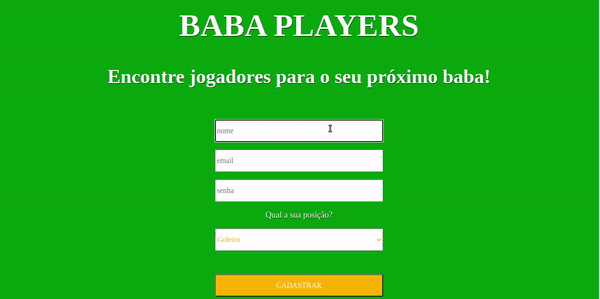 BABA PLAYERS
Encontre jogadores para o seu próximo baba!
nome
email
senha
Qual a sua posição?
Goleiro
CADASTRAR